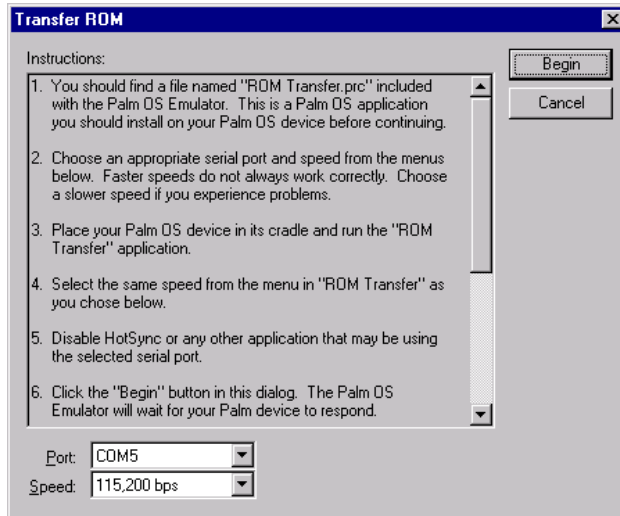 Transfer ROM
Instructions:
1. You should find a file named "ROM Transfer.prc" included
with the Palm OS Emulator. This is a Palm OS application
you should install on your Palm OS device before continuing.
2. Choose an appropriate serial port and speed from the menus
below. Faster speeds do not always work correctly. Choose
a slower speed if you experience problems.
3. Place your Palm OS device in its cradle and run the "ROM
Transfer" application.
4. Select the same speed from the menu in "ROM Transfer" as
you chose below.
5. Disable HotSync or any other application that may be using
the selected serial port.
6. Click the "Begin" button in this dialog. The Palm OS
Emulator will wait for your Palm device to respond.
Begin
Cancel
Port: COM5
Speed: 115,200 bps